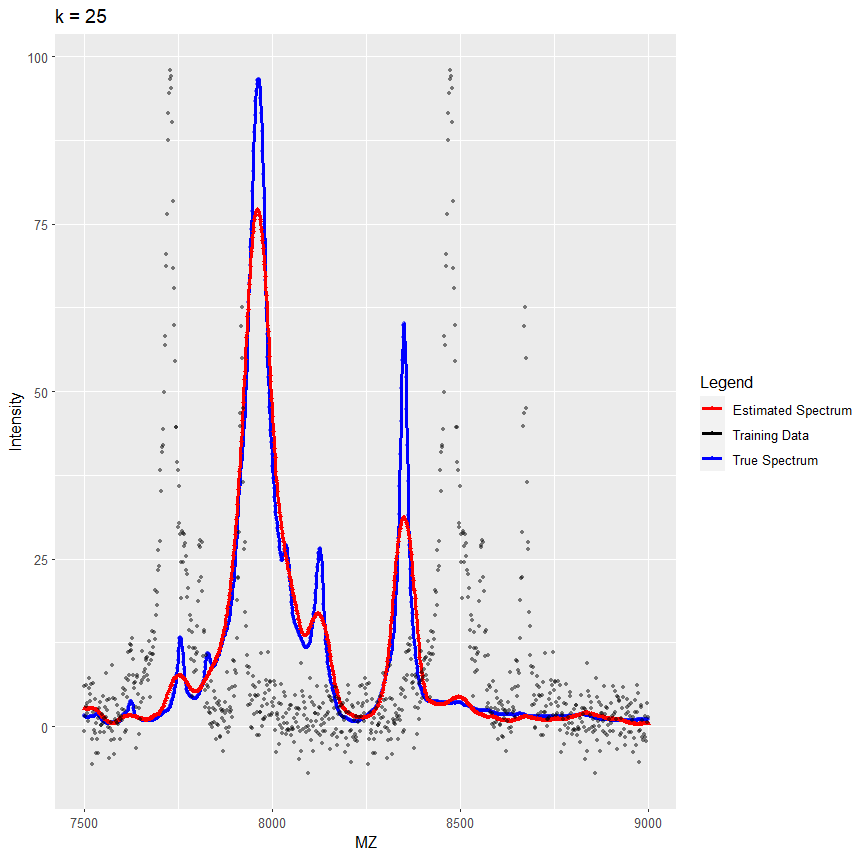 k = 25
100
75
50
25
0
Intensity
7500
8000
8500
9000
MZ
Legend
Estimated Spectrum
Training Data
True Spectrum